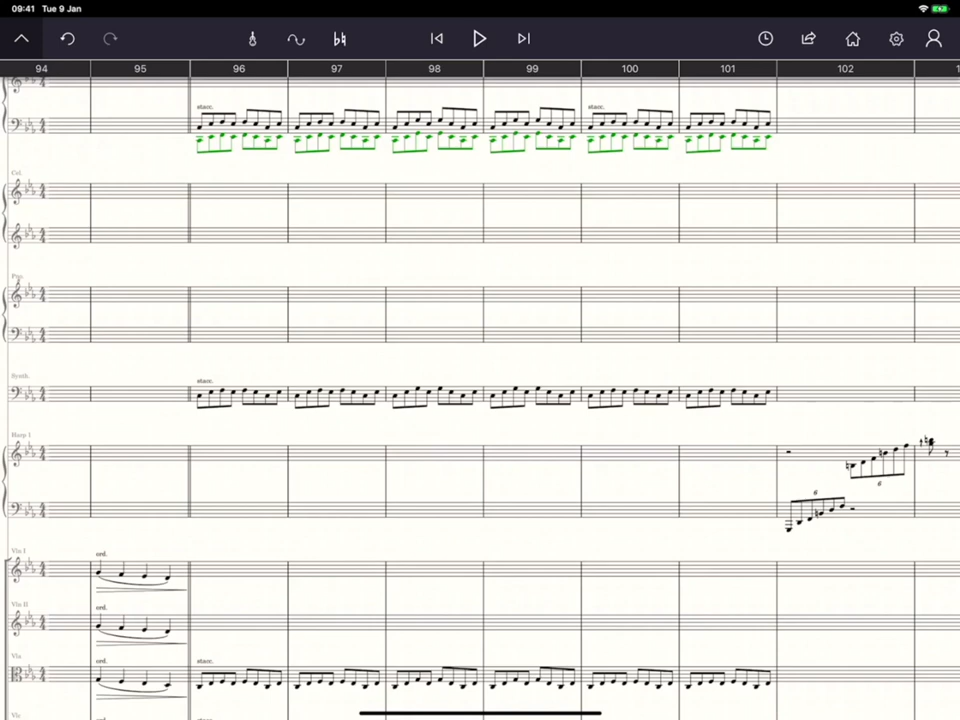 09:41 Tue 9 Jan
94 95 96 97 98 99 100 101 102
stacc. stacc.
Cel.
Pno.
Synth.
stacc.
Harp 1
6
6
Vln I
ord.
Vln II
ord.
Vla
ord. stacc.
Vlc